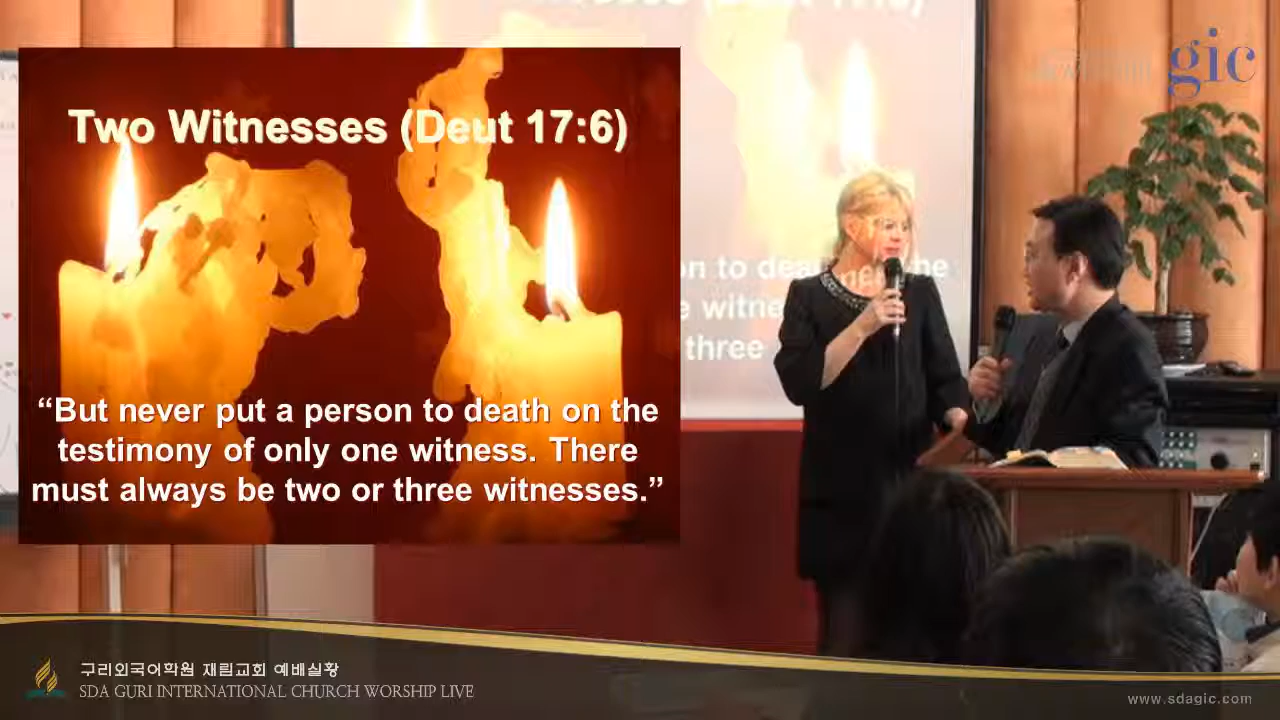 Two Witnesses (Deut 17:6)
“But never put a person to death on the
testimony of only one witness. There
must always be two or three witnesses.”
gic
three
구리외국어학원 재림교회 예배실황
SDA GURI INTERNATIONAL CHURCH WORSHIP LIVE
www.sdagic.com